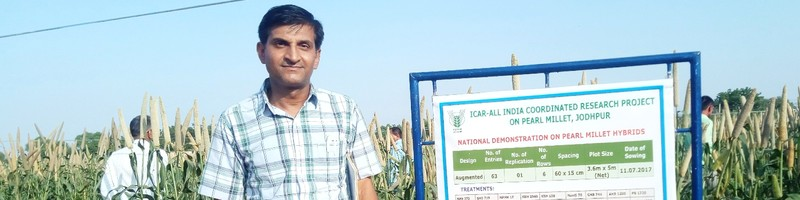 ICAR-ALL INDIA COORDINATED RESEARCH PROJECT
ON PEARL MILLET, JODHPUR
NATIONAL DEMONSTRATION ON PEARL MILLET HYBRIDS
Design No. of Entries No. of Replication No. of Rows Spacing Plot Size Date of Sowing
Augmented 63 01 6 60 x 15 cm 3.6m x 5m (Net) 11.07.2017
TREATMENTS: